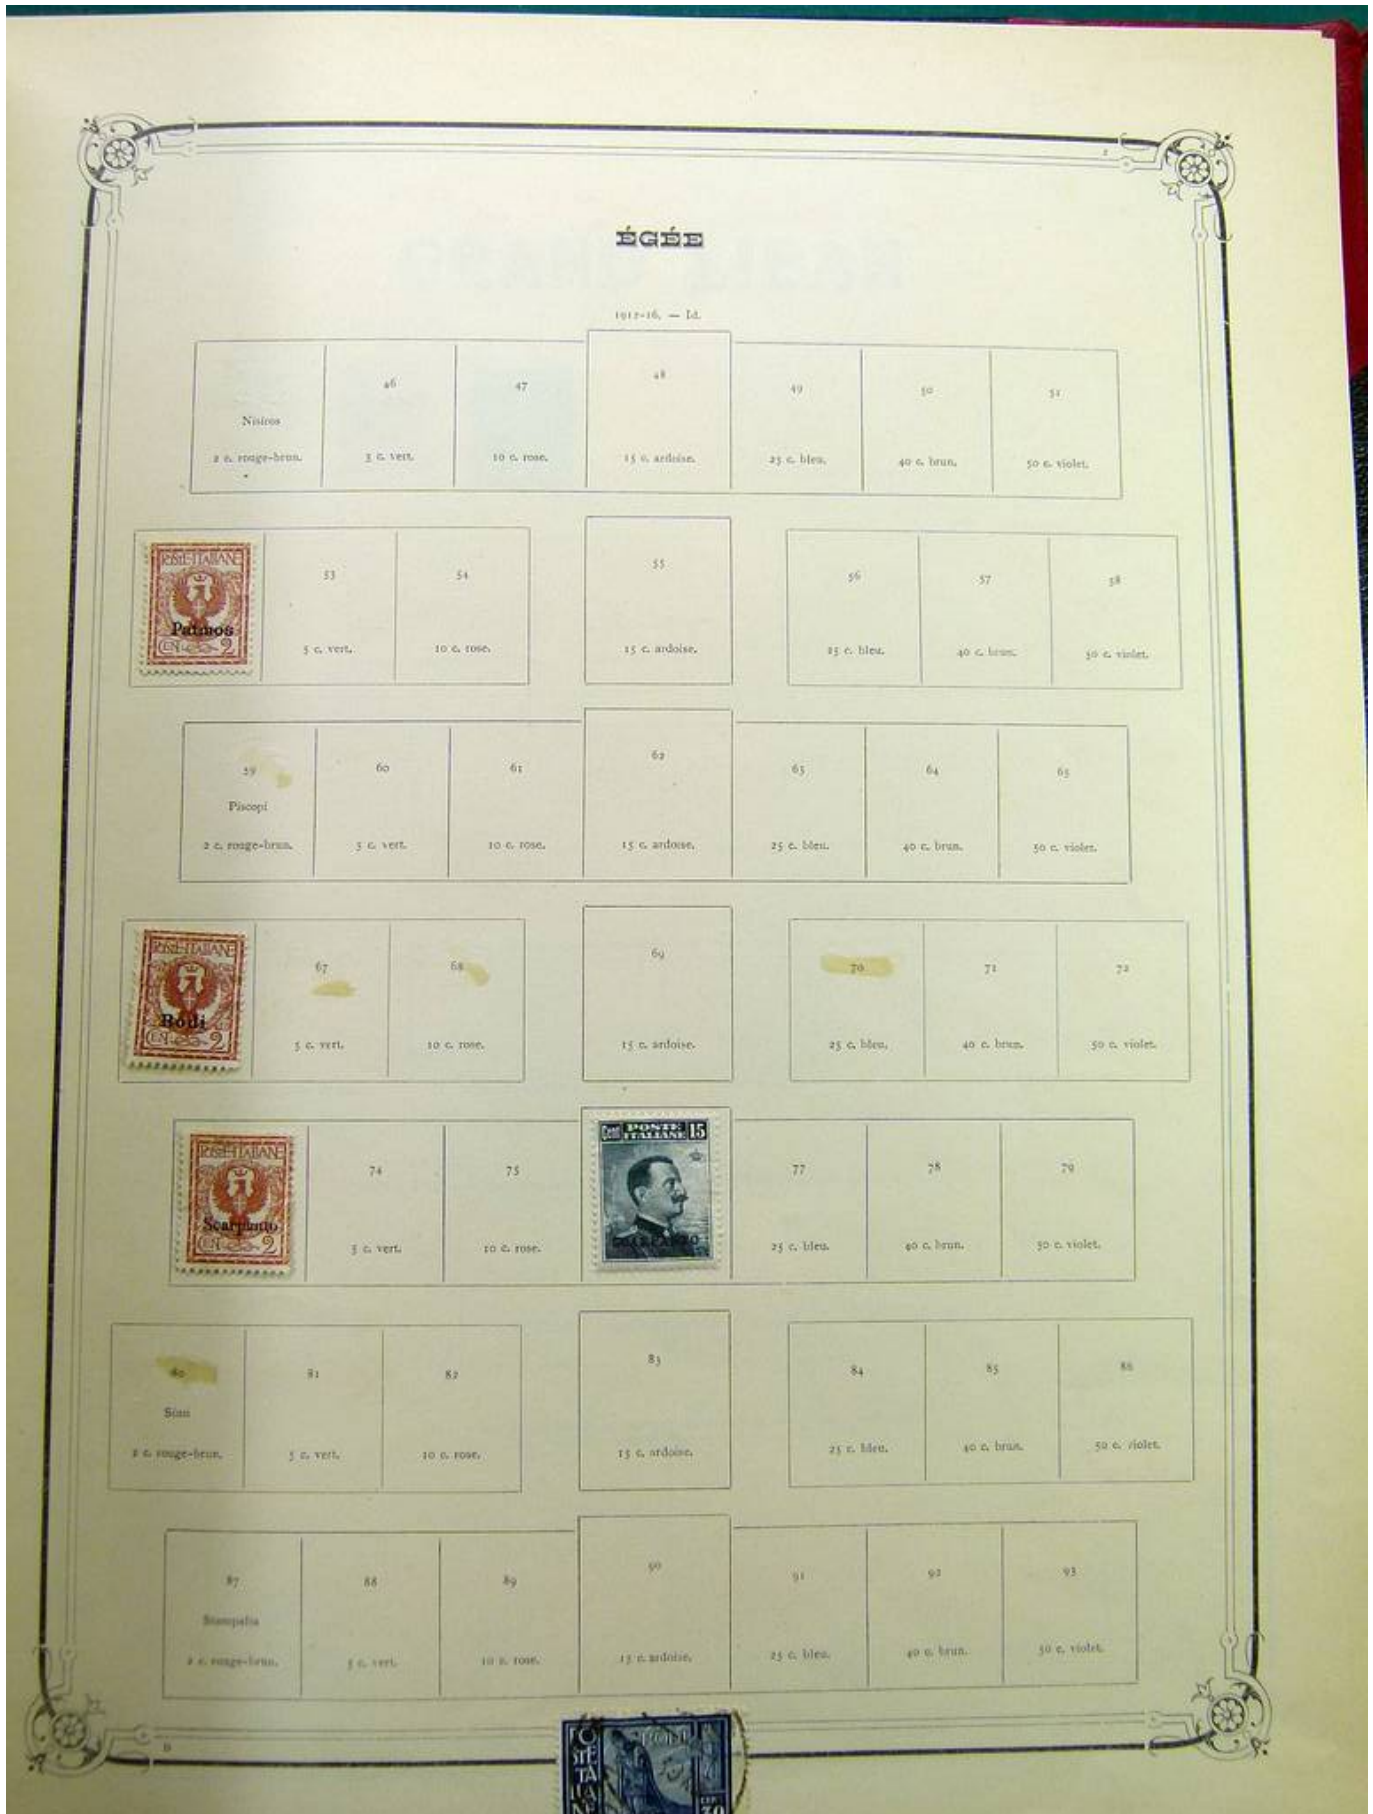 ÉGÉE
1912-16. — Id.
46 47 48 49 50 51
Nisiros
2 c. rouge-brun. 5 c. vert. 10 c. rose. 15 c. ardoise. 25 c. bleu. 40 c. brun. 50 c. violet.
POSTE ITALIANE
Patmos
CEN 2
53 54 55 56 57 58
5 c. vert. 10 c. rose. 15 c. ardoise. 25 c. bleu. 40 c. brun. 50 c. violet.
59 60 61 62 63 64 65
Piscopi
2 c. rouge-brun. 5 c. vert. 10 c. rose. 15 c. ardoise. 25 c. bleu. 40 c. brun. 50 c. violet.
POSTE ITALIANE
Rodi
CEN 2
67 68 69 70 71 72
5 c. vert. 10 c. rose. 15 c. ardoise. 25 c. bleu. 40 c. brun. 50 c. violet.
POSTE ITALIANE
Scarpanto
CEN 2
74 75
Cent POSTE ITALIANE 15
77 78 79
5 c. vert. 10 c. rose. 25 c. bleu. 40 c. brun. 50 c. violet.
80 81 82 83 84 85 86
2 c. rouge-brun. 5 c. vert. 10 c. rose. 15 c. ardoise. 25 c. bleu. 40 c. brun. 50 c. violet.
87 88 89 90 91 92 93
Stampalia
2 c. rouge-brun. 5 c. vert. 10 c. rose. 15 c. ardoise. 25 c. bleu. 40 c. brun. 50 c. violet.